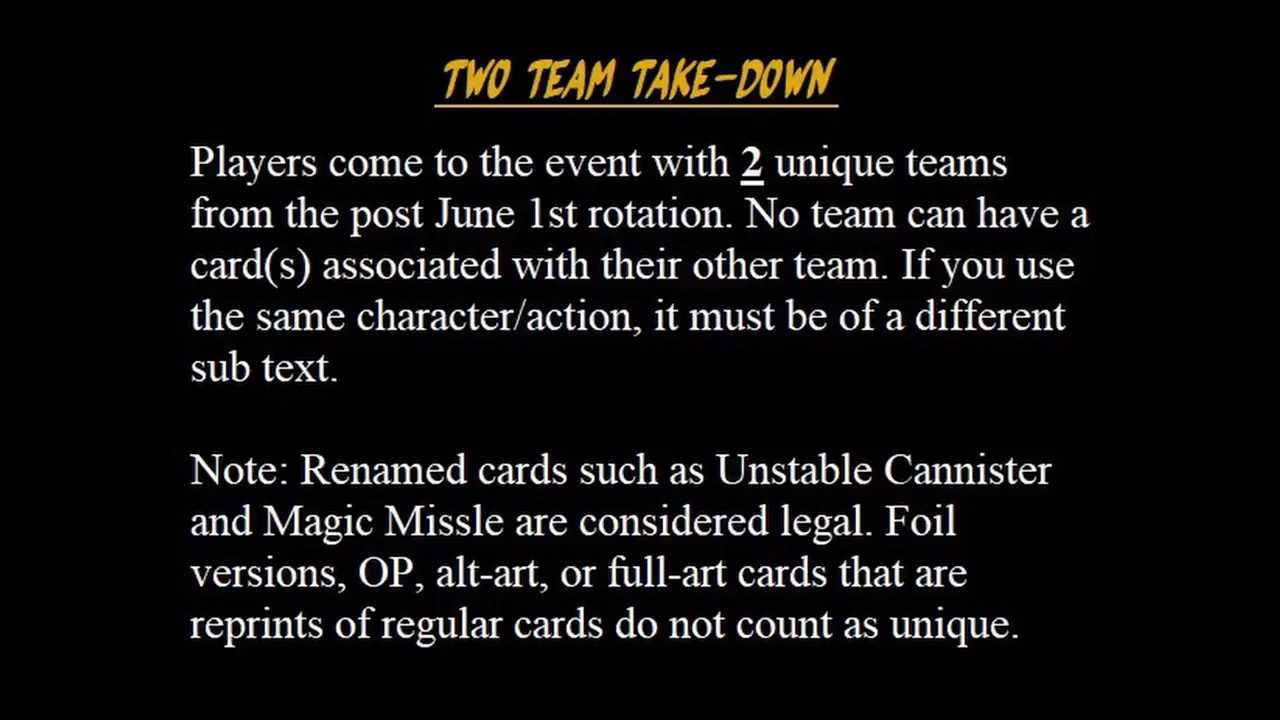 TWO TEAM TAKE-DOWN
Players come to the event with 2 unique teams
from the post June 1st rotation. No team can have a
card(s) associated with their other team. If you use
the same character/action, it must be of a different
sub text.
Note: Renamed cards such as Unstable Cannister
and Magic Missle are considered legal. Foil
versions, OP, alt-art, or full-art cards that are
reprints of regular cards do not count as unique.